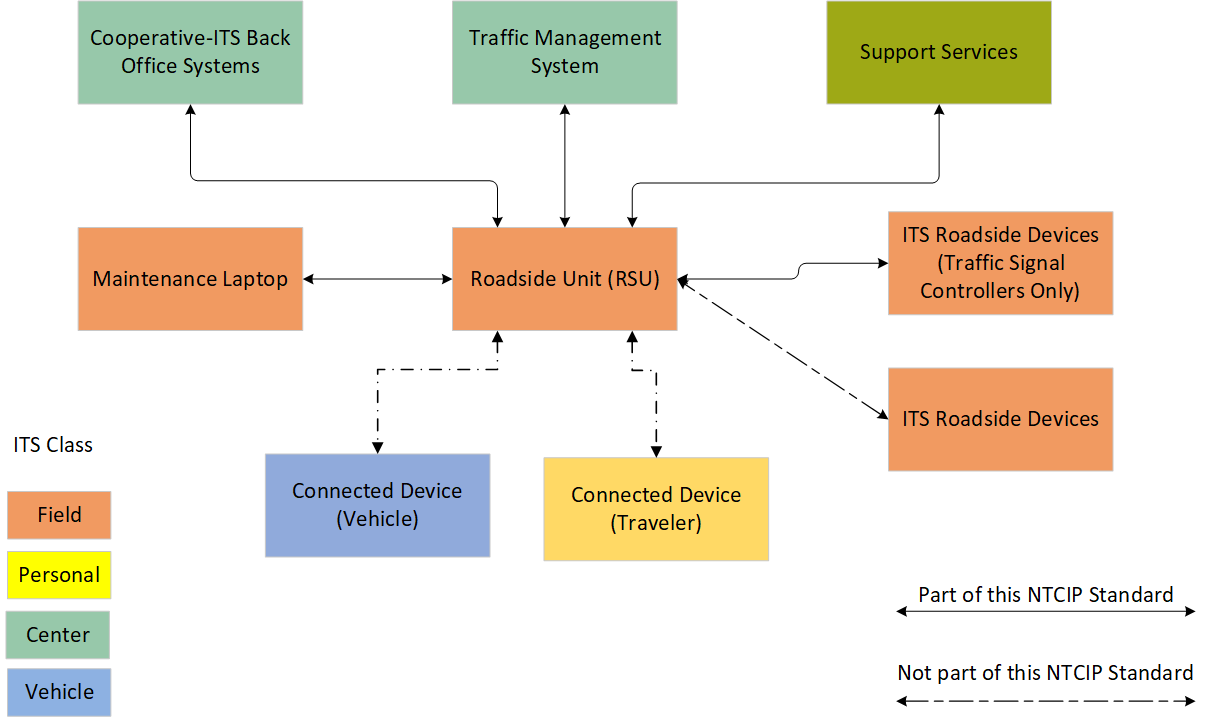 Cooperative-ITS Back
Office Systems
Traffic Management
System
Support Services
Maintenance Laptop
Roadside Unit (RSU)
ITS Roadside Devices
(Traffic Signal
Controllers Only)
ITS Roadside Devices
Connected Device
(Vehicle)
Connected Device
(Traveler)
ITS Class
Field
Personal
Center
Vehicle
Part of this NTCIP Standard
Not part of this NTCIP Standard